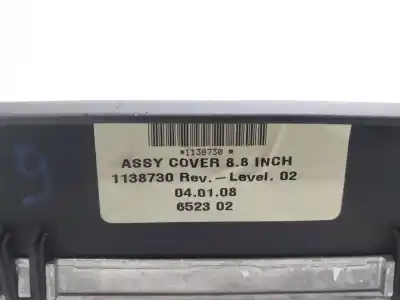 *1138730 *
ASSY COVER 8.8 INCH
1138730 Rev.-Level. 02
04.01.08
6523 02